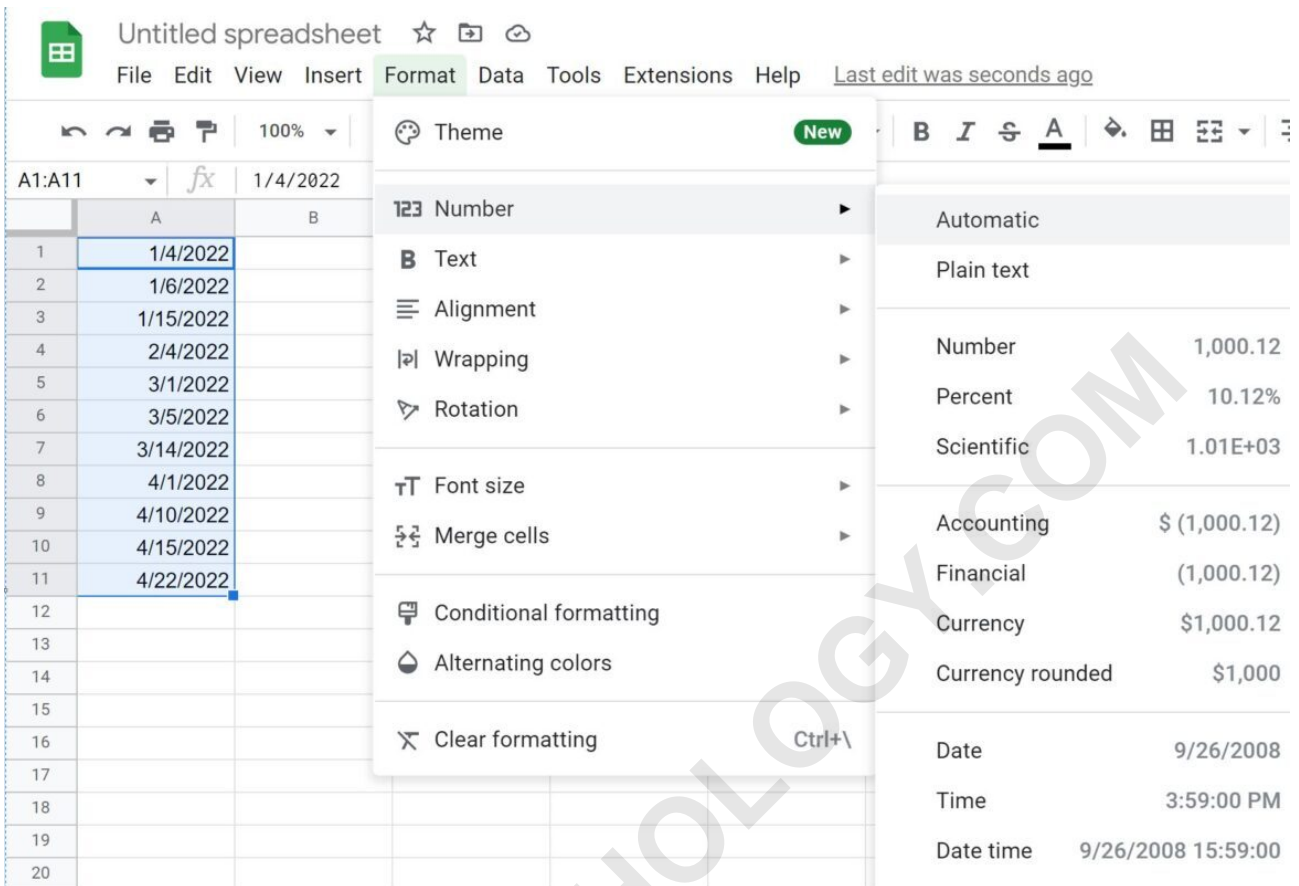 Untitled spreadsheet
File Edit View Insert Format Data Tools Extensions Help Last edit was seconds ago
100%
B I S A
A1:A11 fx 1/4/2022
A B
1 1/4/2022
2 1/6/2022
3 1/15/2022
4 2/4/2022
5 3/1/2022
6 3/5/2022
7 3/14/2022
8 4/1/2022
9 4/10/2022
10 4/15/2022
11 4/22/2022
12
13
14
15
16
17
18
19
20
Theme New
123 Number
B Text
Alignment
Wrapping
Rotation
Font size
Merge cells
Conditional formatting
Alternating colors
Clear formatting Ctrl+\
Automatic
Plain text
Number 1,000.12
Percent 10.12%
Scientific 1.01E+03
Accounting $ (1,000.12)
Financial (1,000.12)
Currency $1,000.12
Currency rounded $1,000
Date 9/26/2008
Time 3:59:00 PM
Date time 9/26/2008 15:59:00
HOLOGY.COM